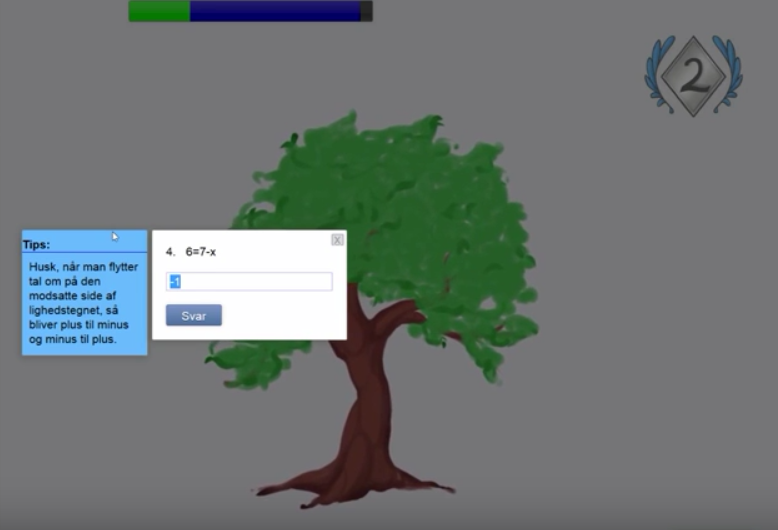 2
Tips:
Husk, når man flytter
tal om på den
modsatte side af
lighedstegnet, så
bliver plus til minus
og minus til plus.
X
4. 6=7-x
-1
Svar